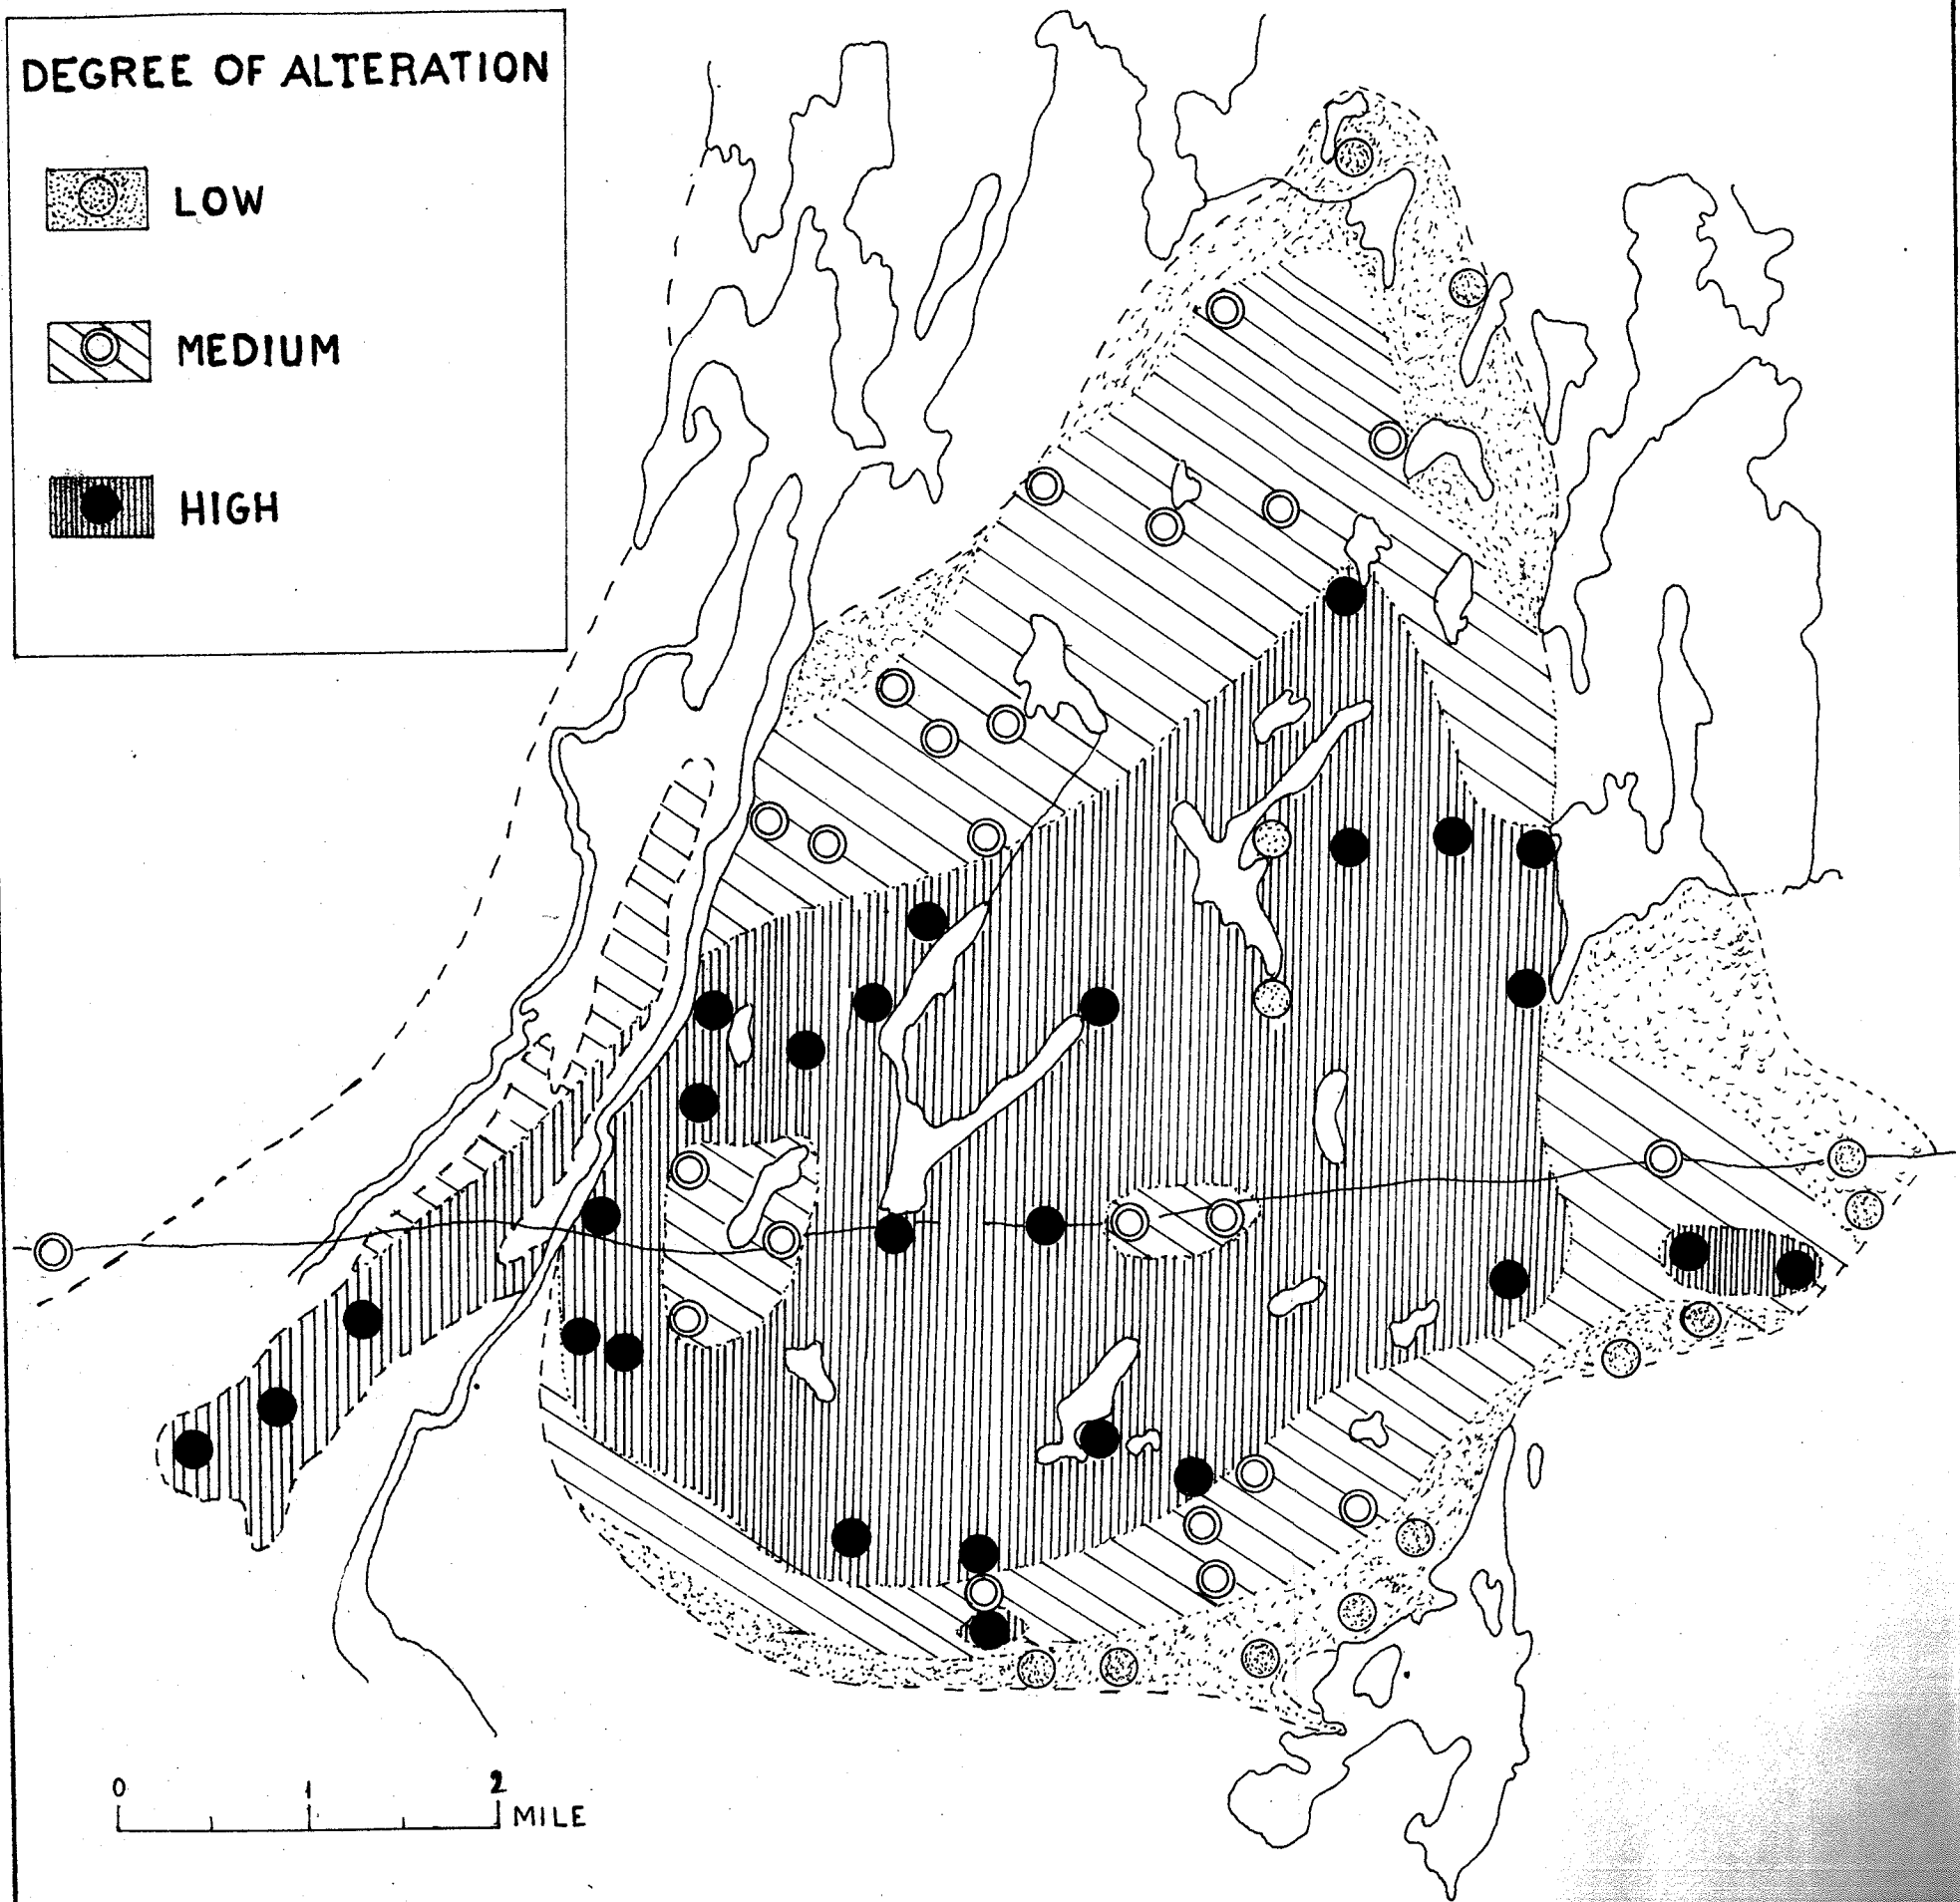 DEGREE OF ALTERATION
LOW
MEDIUM
HIGH
0 1 2
MILE